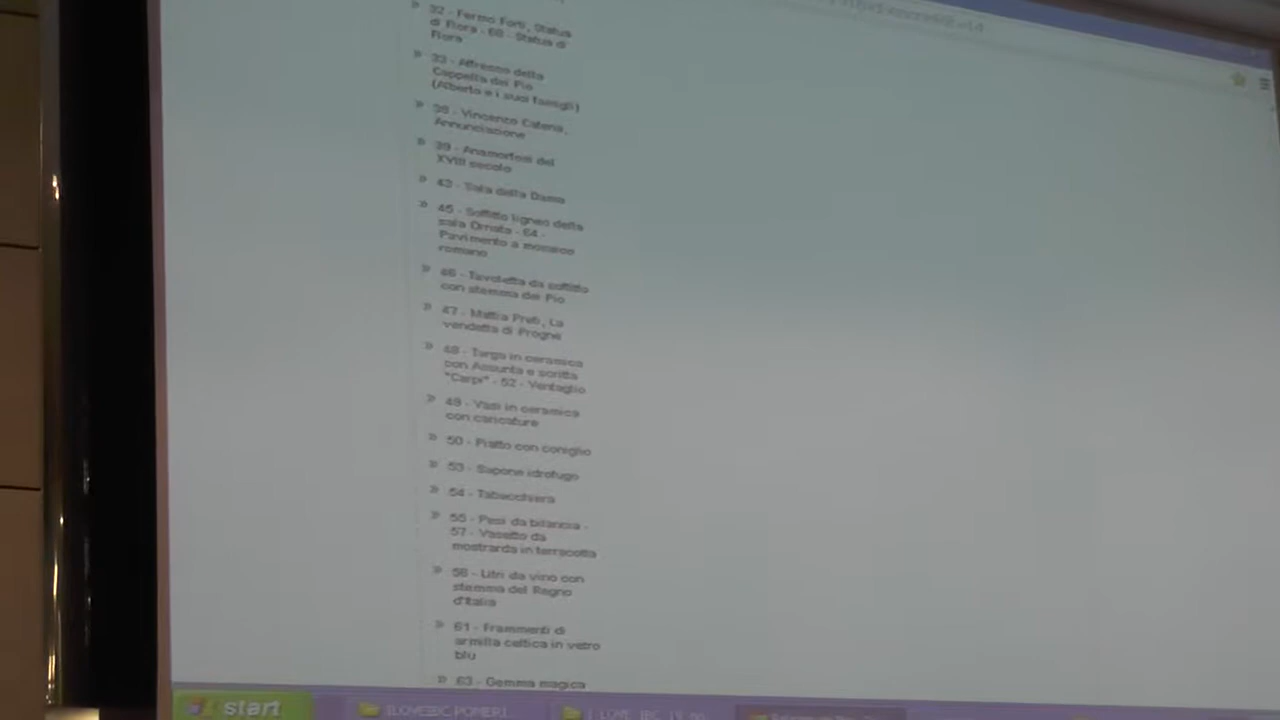 32 - Fermo Forti, Statua
di Flora - 60 - Statua di
Flora
33 - Affresco della
Cappella dei Pio
(Alberto e i suoi famigli)
38 - Vincenzo Catena,
Annunciazione
39 - Anamorfosi del
XVIII secolo
43 - Sala della Dama
45 - Soffitto ligneo della
sala Ornata - 64 -
Pavimento a mosaico
romano
46 - Tavoletta da soffitto
con stemma dei Pio
47 - Mattia Preti, La
vendetta di Progne
48 - Targa in ceramica
con Assunta e scritta
"Carpi" - 52 - Ventaglio
49 - Vasi in ceramica
con caricature
50 - Piatto con coniglio
53 - Sapone idrofugo
54 - Tabacchiera
55 - Pesi da bilancia -
57 - Vasetto da
mostarda in terracotta
58 - Litri da vino con
stemma del Regno
d'Italia
61 - Frammenti di
armilla celtica in vetro
blu
63 - Gemma magica
start